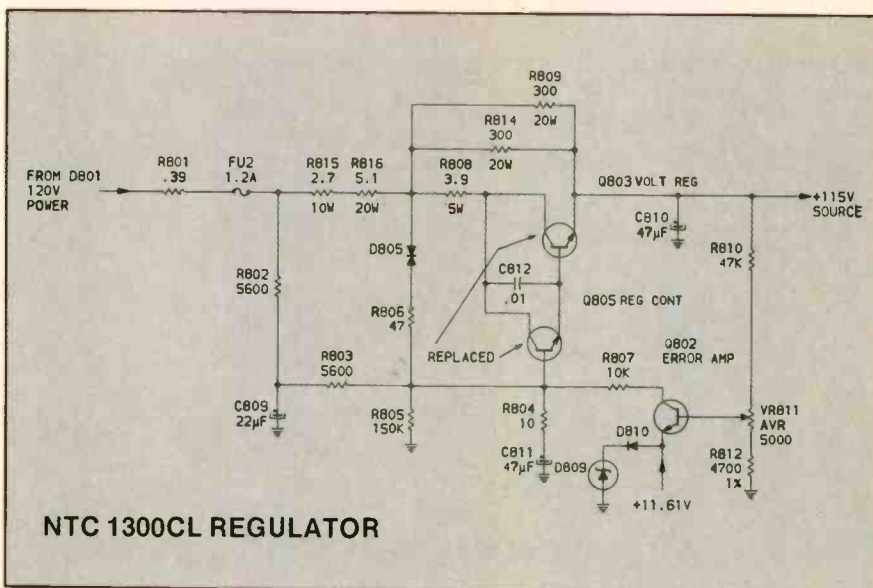 R809
300
20W
R814
300
20W
FROM D801
120V
POWER
R801
.39
FU2
1.2A
R815
2.7
10W
R816
5.1
20W
R808
3.9
5W
Q803 VOLT REG
+115V
SOURCE
C810
47µF
R810
47K
D805
C812
.01
R802
5600
R806
47
Q805 REG CONT
REPLACED
Q802
ERROR AMP
R803
5600
R807
10K
C809
22µF
R805
150K
R804
10
C811
47µF
D810
D809
VR811
AVR
5000
R812
4700
1%
+11.61V
NTC 1300CL REGULATOR